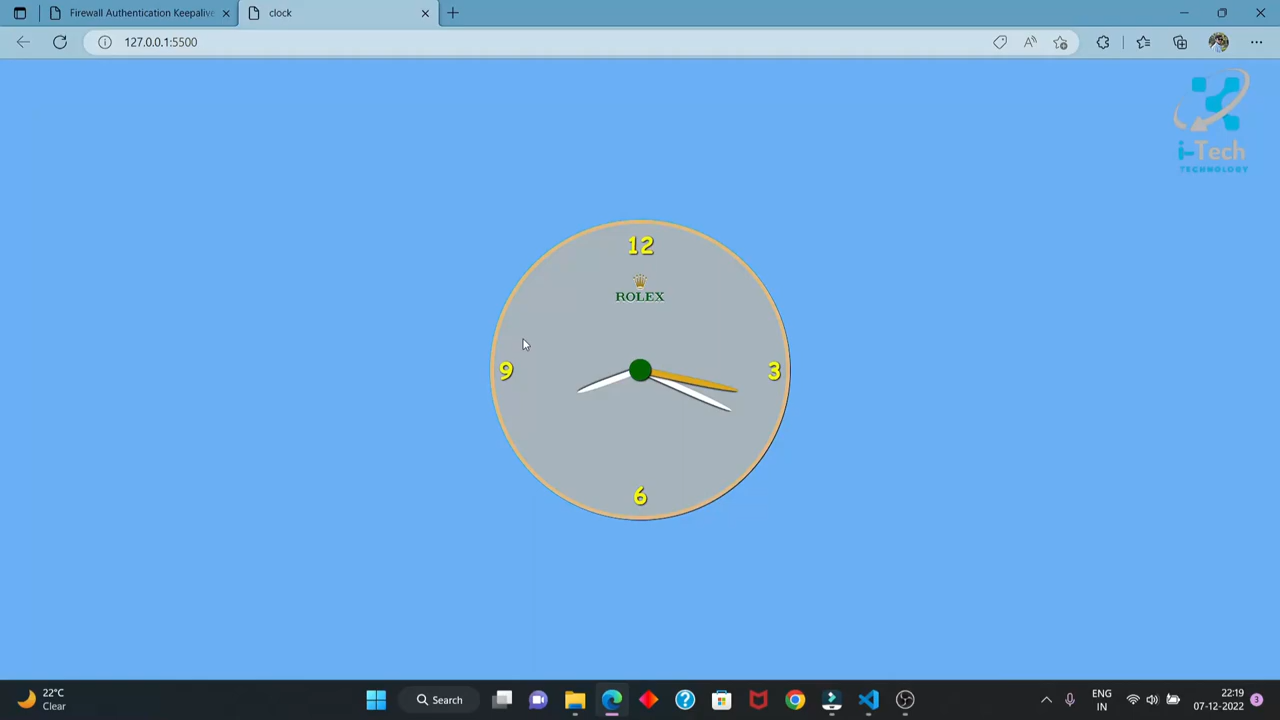 Firewall Authentication Keepalive
clock
127.0.0.1:5500
i-Tech
TECHNOLOGY
12
ROLEX
9
3
6
22°C
Clear
Search
ENG
IN
22:19
07-12-2022
3